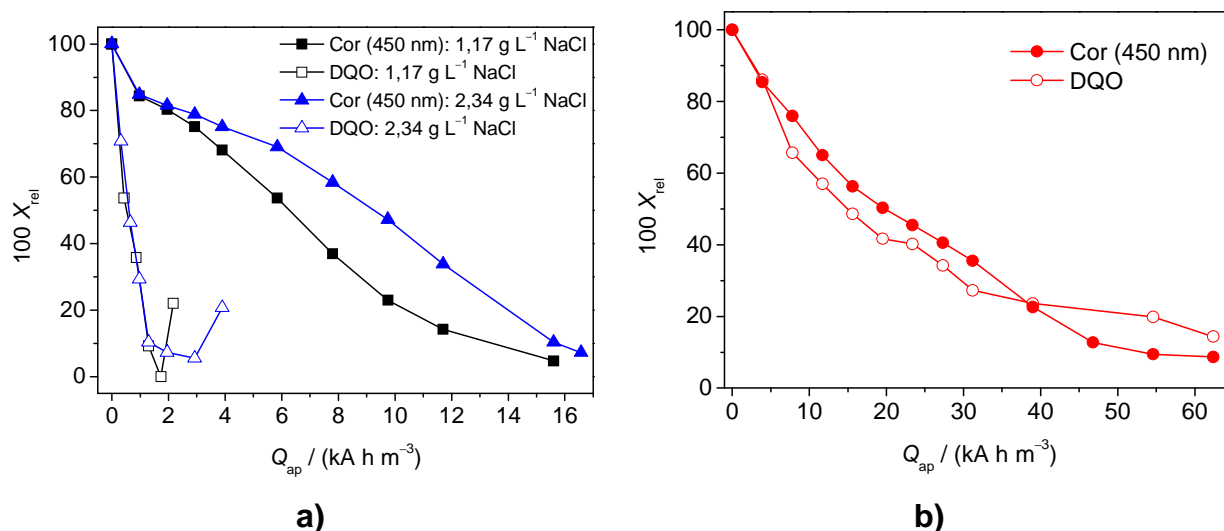 100
80
60
40
20
0
100 X_rel
Cor (450 nm): 1,17 g L⁻¹ NaCl
DQO: 1,17 g L⁻¹ NaCl
Cor (450 nm): 2,34 g L⁻¹ NaCl
DQO: 2,34 g L⁻¹ NaCl
0 2 4 6 8 10 12 14 16
Q_ap / (kA h m⁻³)
a)
100
80
60
40
20
0
100 X_rel
Cor (450 nm)
DQO
0 10 20 30 40 50 60
Q_ap / (kA h m⁻³)
b)